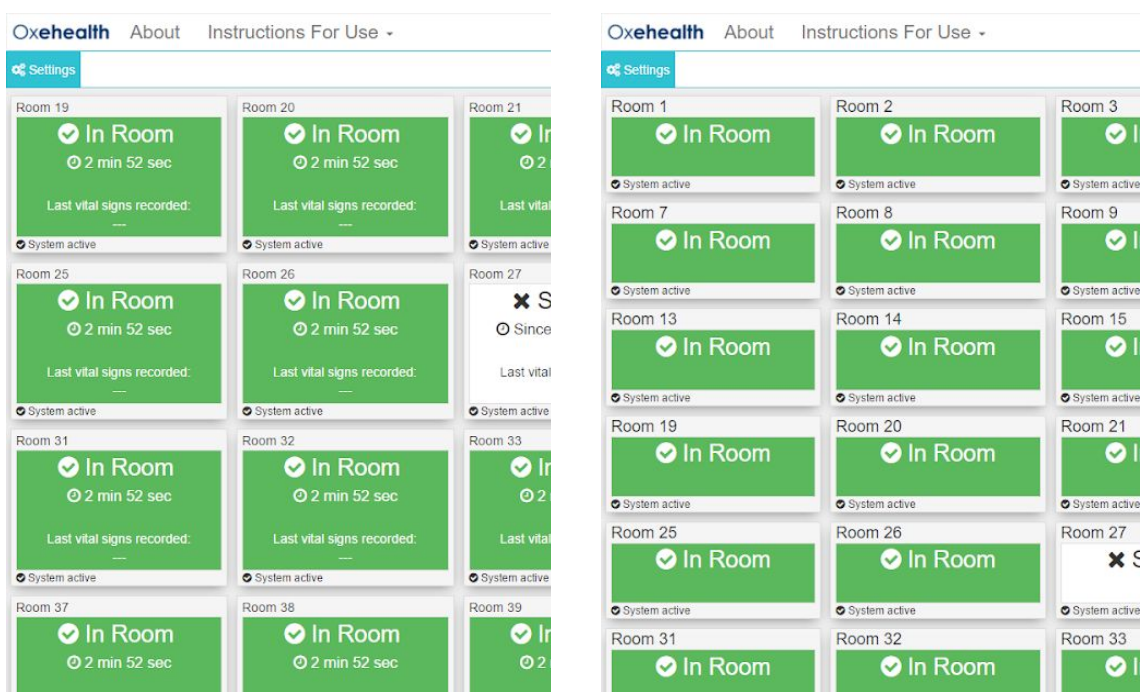 Oxehealth About Instructions For Use
Settings
Room 19 Room 20 Room 21
In Room In Room
2 min 52 sec 2 min 52 sec 2
Last vital signs recorded: Last vital signs recorded: Last vital
--- ---
System active System active System active
Room 25 Room 26 Room 27
In Room In Room S
2 min 52 sec 2 min 52 sec Since
Last vital signs recorded: Last vital signs recorded: Last vital
--- ---
System active System active System active
Room 31 Room 32 Room 33
In Room In Room
2 min 52 sec 2 min 52 sec 2
Last vital signs recorded: Last vital signs recorded: Last vital
--- ---
System active System active System active
Room 37 Room 38 Room 39
In Room In Room
2 min 52 sec 2 min 52 sec 2
Oxehealth About Instructions For Use
Settings
Room 1 Room 2 Room 3
In Room In Room
System active System active System active
Room 7 Room 8 Room 9
In Room In Room
System active System active System active
Room 13 Room 14 Room 15
In Room In Room
System active System active System active
Room 19 Room 20 Room 21
In Room In Room
System active System active System active
Room 25 Room 26 Room 27
In Room In Room S
System active System active System active
Room 31 Room 32 Room 33
In Room In Room